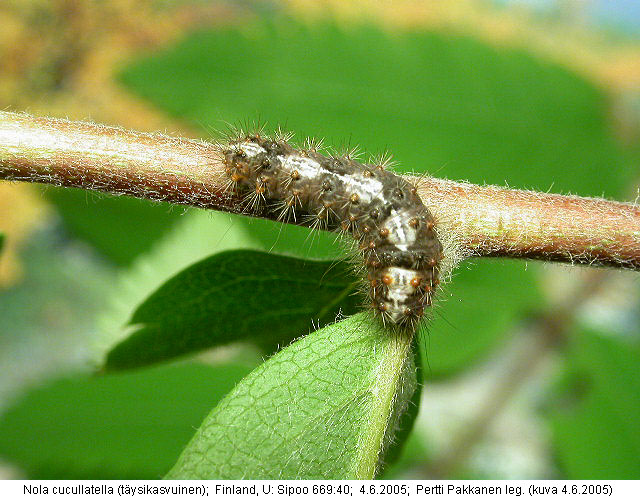 Nola cucullatella (täysikasvuinen); Finland, U: Sipoo 669:40; 4.6.2005; Pertti Pakkanen leg. (kuva 4.6.2005)